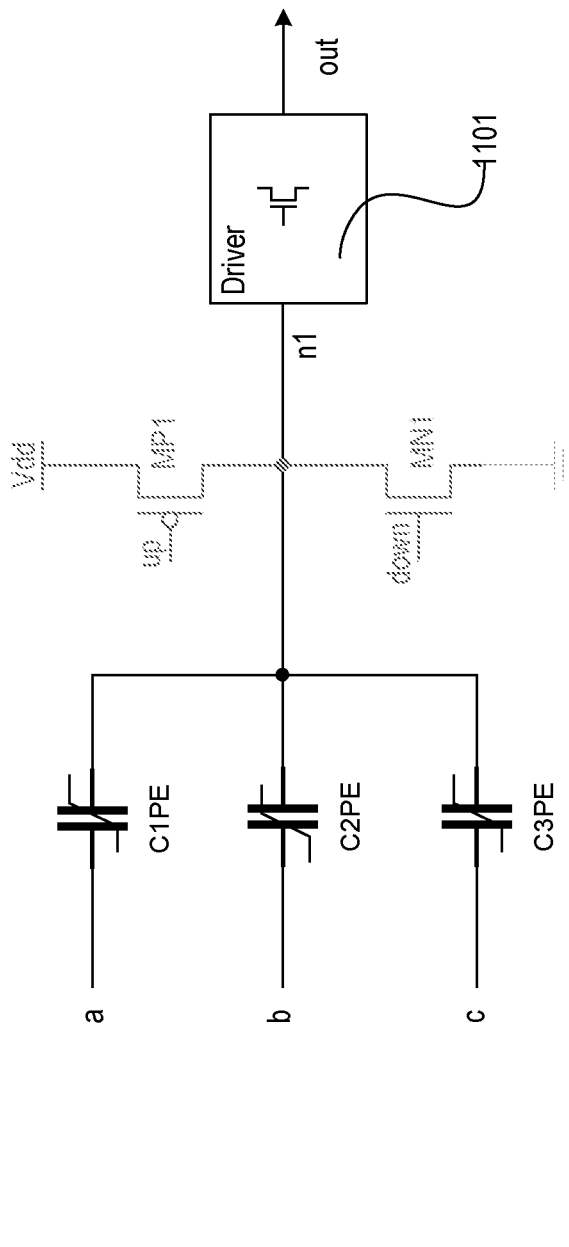 a
b
c
C1PE
C2PE
C3PE
Vdd
up
MP1
down
MN1
n1
Driver
1101
out